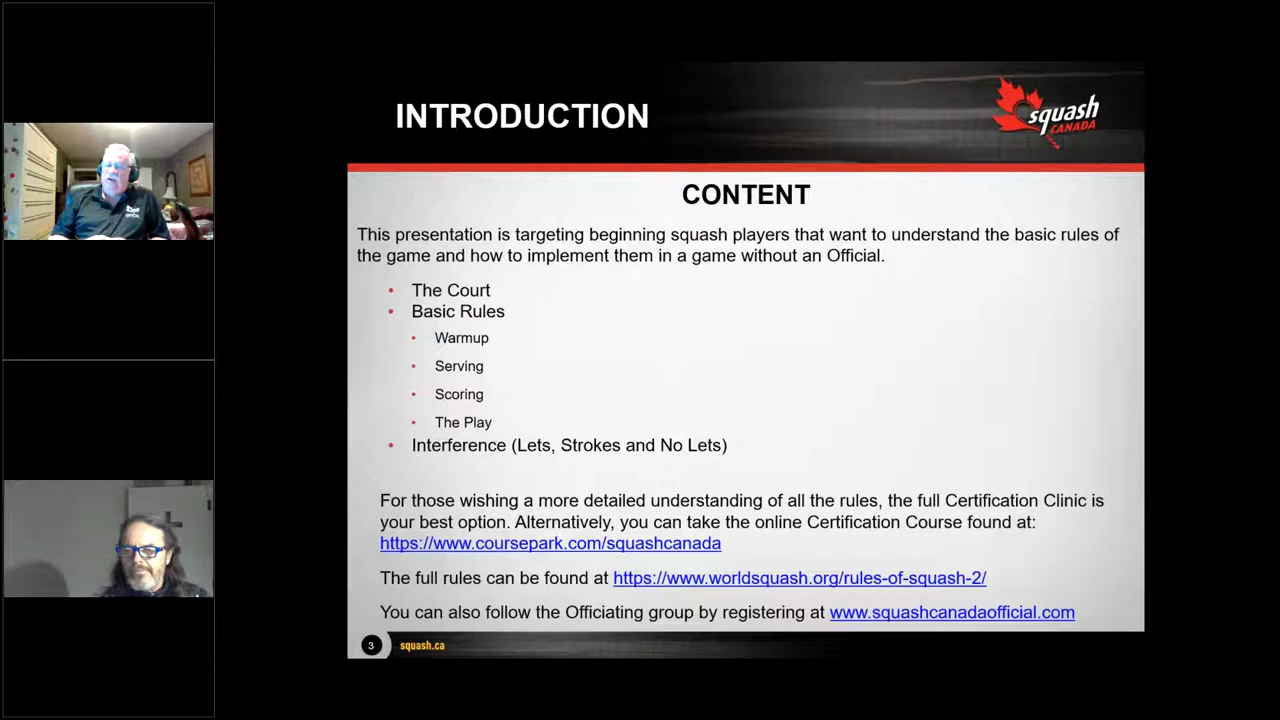 INTRODUCTION
squash
CANADA
CONTENT
This presentation is targeting beginning squash players that want to understand the basic rules of
the game and how to implement them in a game without an Official.
• The Court
• Basic Rules
• Warmup
• Serving
• Scoring
• The Play
• Interference (Lets, Strokes and No Lets)
For those wishing a more detailed understanding of all the rules, the full Certification Clinic is
your best option. Alternatively, you can take the online Certification Course found at:
https://www.coursepark.com/squashcanada
The full rules can be found at https://www.worldsquash.org/rules-of-squash-2/
You can also follow the Officiating group by registering at www.squashcanadaofficial.com
3
squash.ca